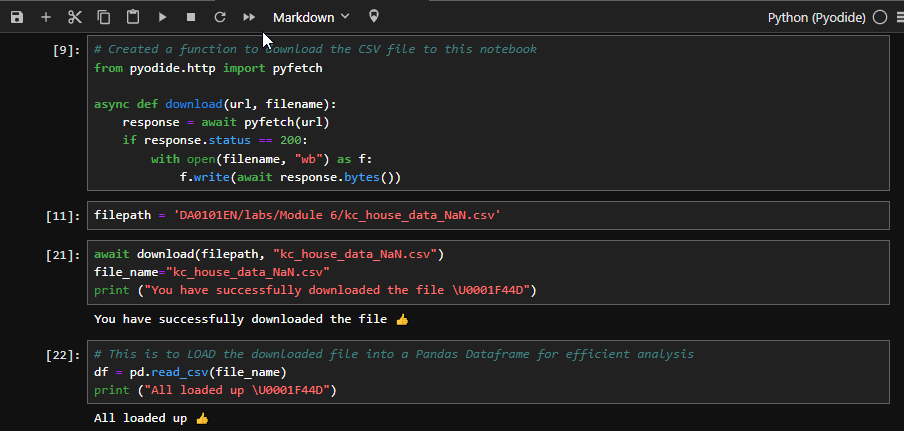 Markdown
Python (Pyodide)
[9]:
# Created a function to download the CSV file to this notebook
from pyodide.http import pyfetch
async def download(url, filename):
    response = await pyfetch(url)
    if response.status == 200:
        with open(filename, "wb") as f:
            f.write(await response.bytes())
[11]:
filepath = 'DA0101EN/labs/Module 6/kc_house_data_NaN.csv'
[21]:
await download(filepath, "kc_house_data_NaN.csv")
file_name="kc_house_data_NaN.csv"
print ("You have successfully downloaded the file \U0001F44D")
You have successfully downloaded the file 👍
[22]:
# This is to LOAD the downloaded file into a Pandas Dataframe for efficient analysis
df = pd.read_csv(file_name)
print ("All loaded up \U0001F44D")
All loaded up 👍